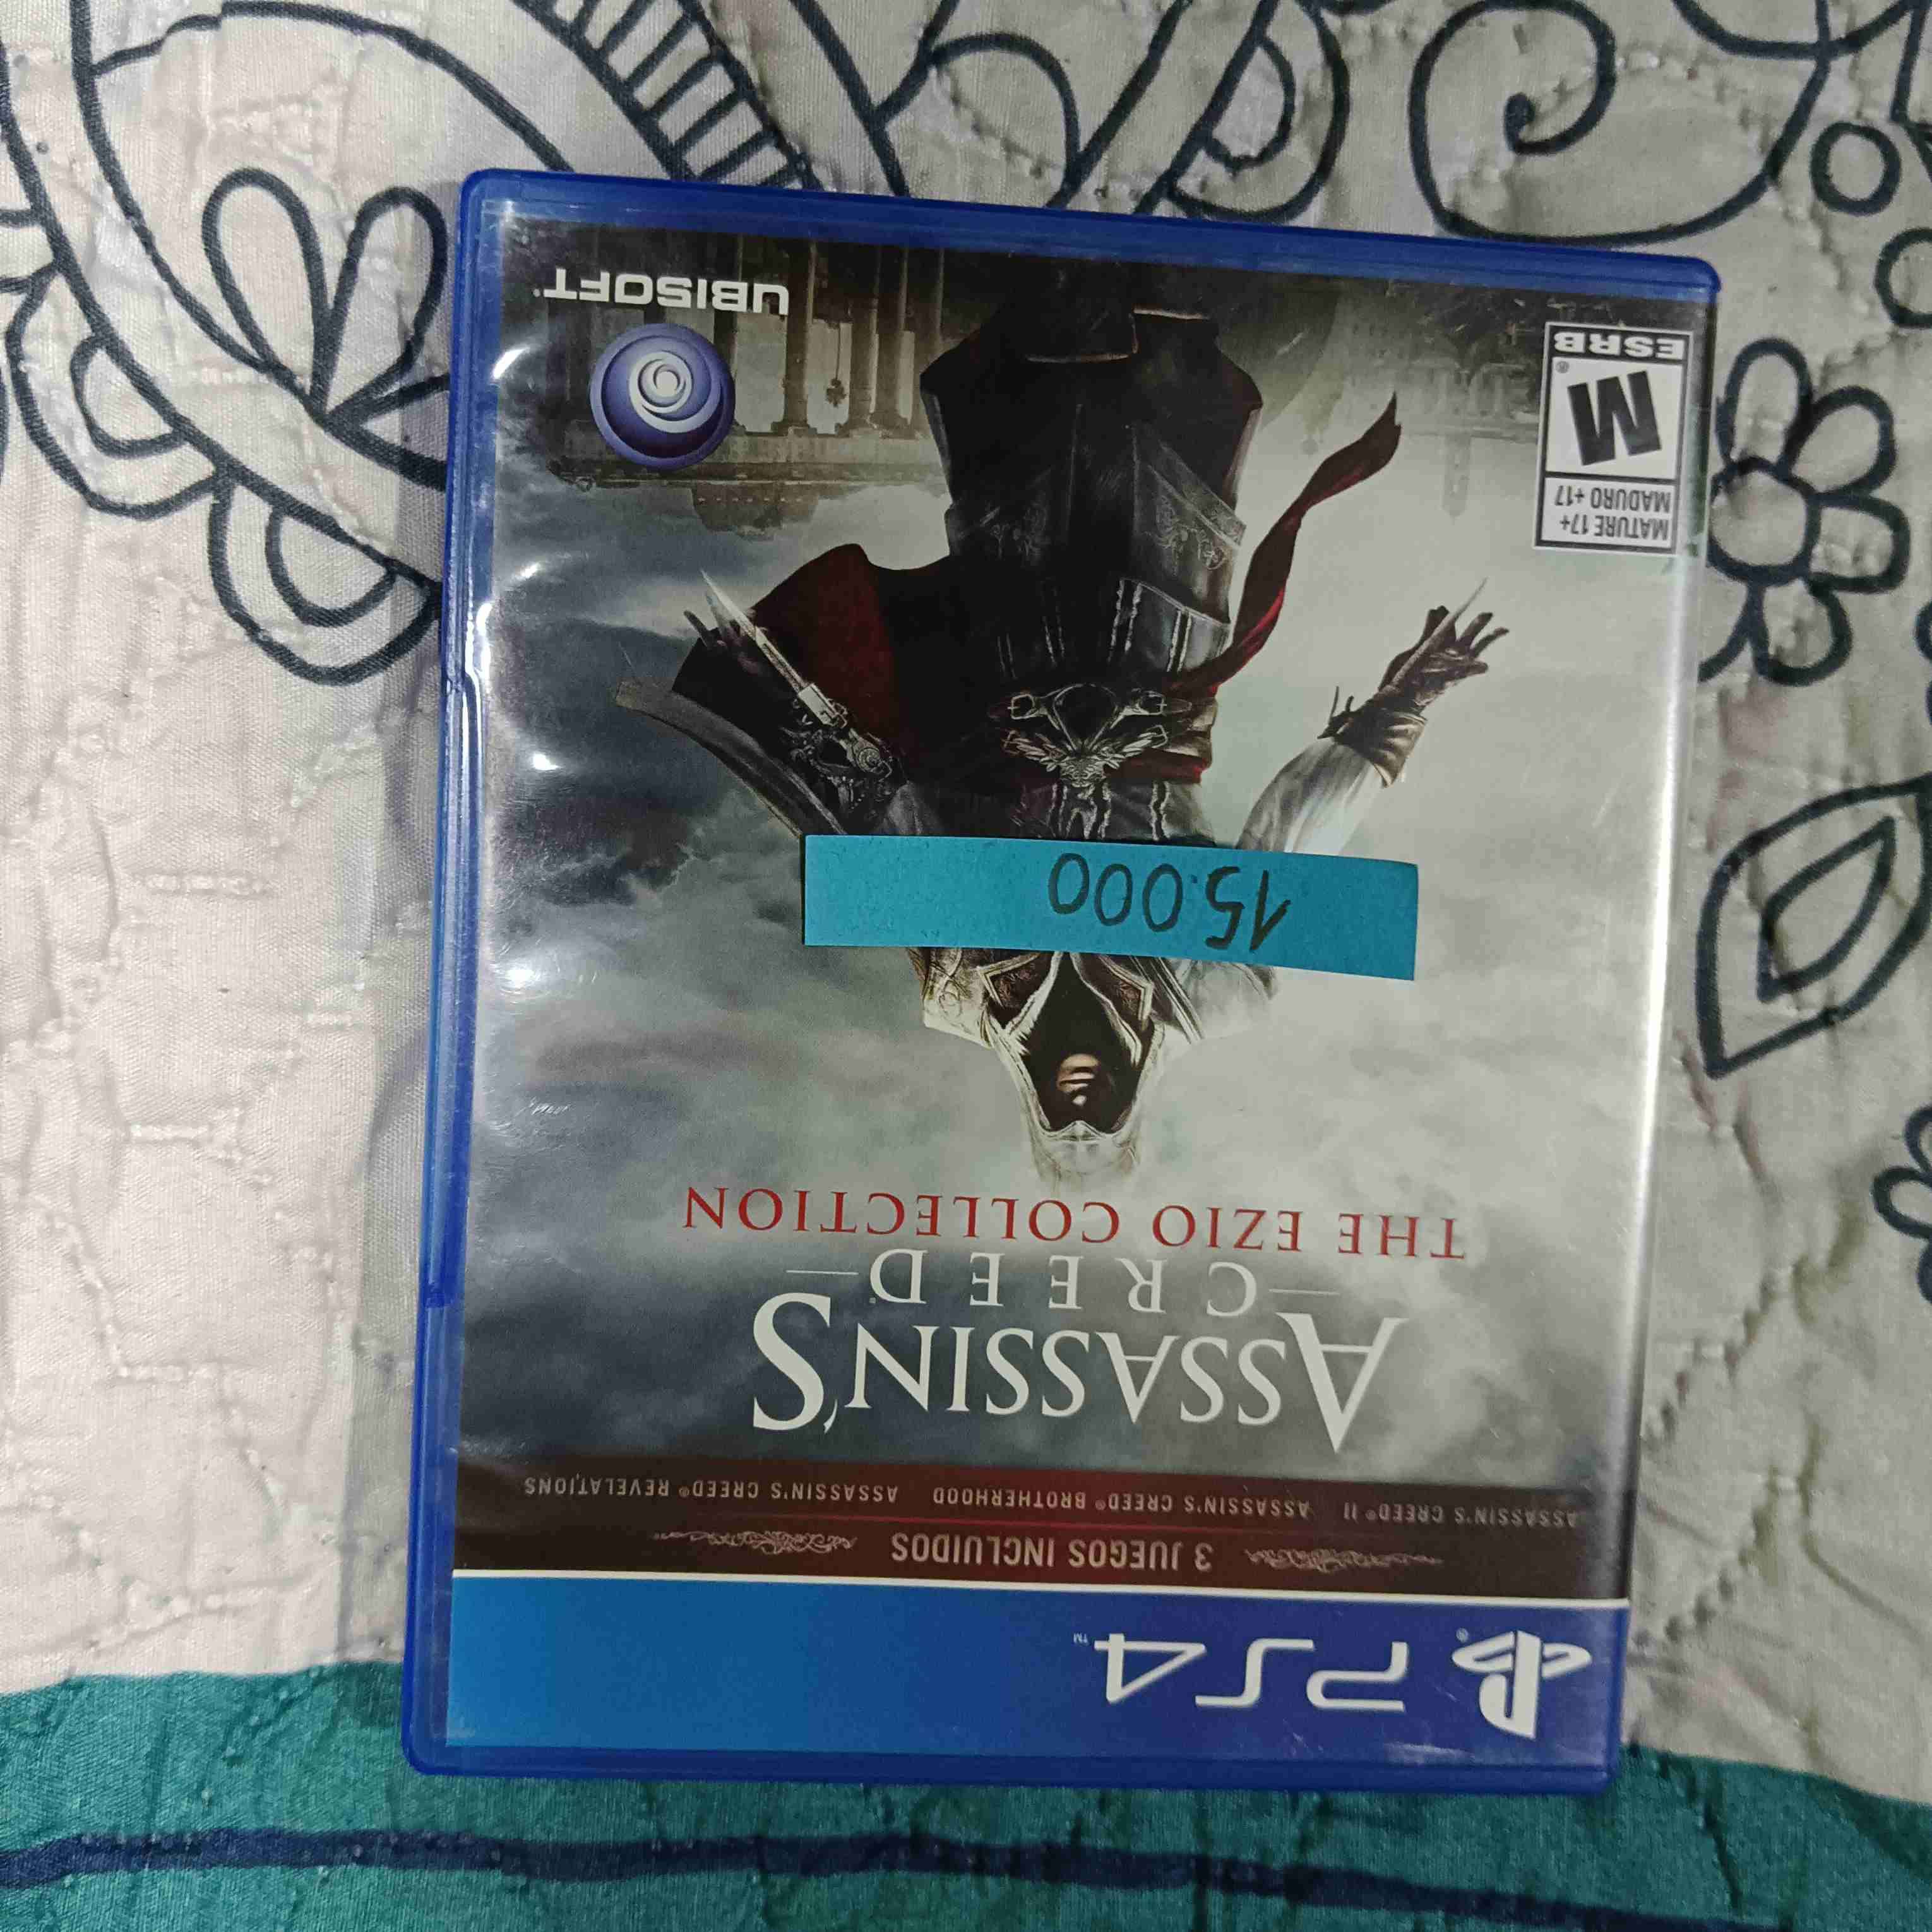 PS4™
3 JUEGOS INCLUIDOS
ASSASSIN'S CREED® II ASSASSIN'S CREED® BROTHERHOOD ASSASSIN'S CREED® REVELATIONS
ASSASSIN'S
CREED®
THE EZIO COLLECTION
15.000
MATURE 17+
MADURO +17
M
ESRB
UBISOFT